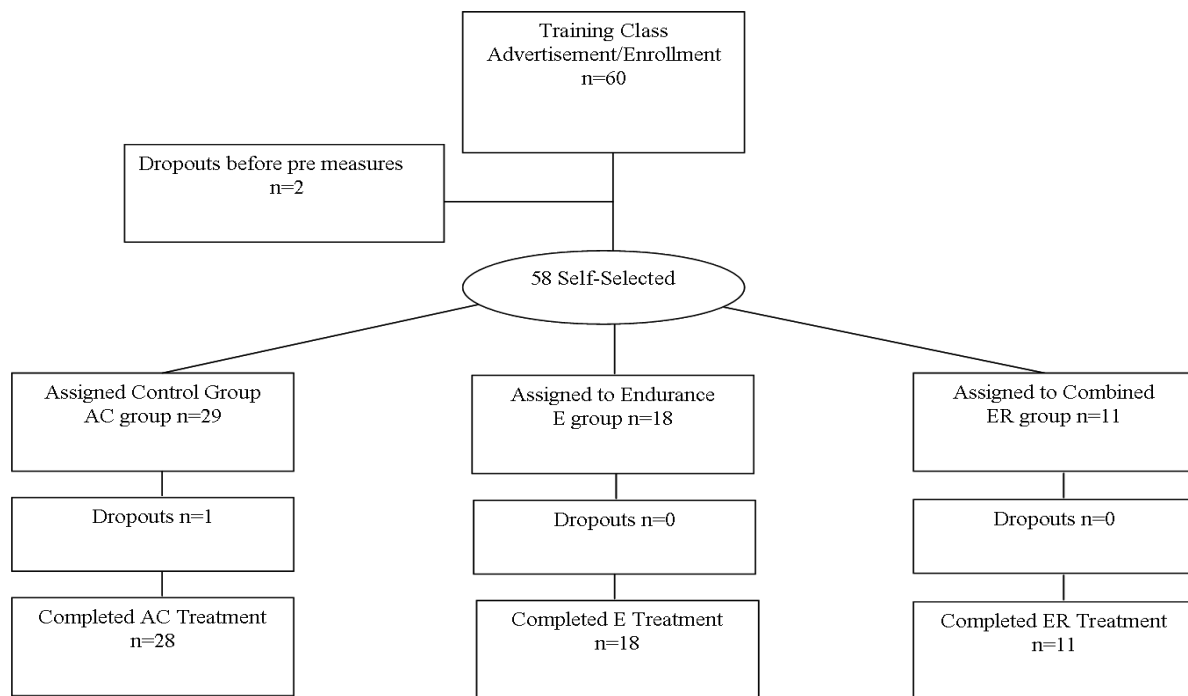 Training Class
Advertisement/Enrollment
n=60
Dropouts before pre measures
n=2
58 Self-Selected
Assigned Control Group
AC group n=29
Assigned to Endurance
E group n=18
Assigned to Combined
ER group n=11
Dropouts n=1
Dropouts n=0
Dropouts n=0
Completed AC Treatment
n=28
Completed E Treatment
n=18
Completed ER Treatment
n=11